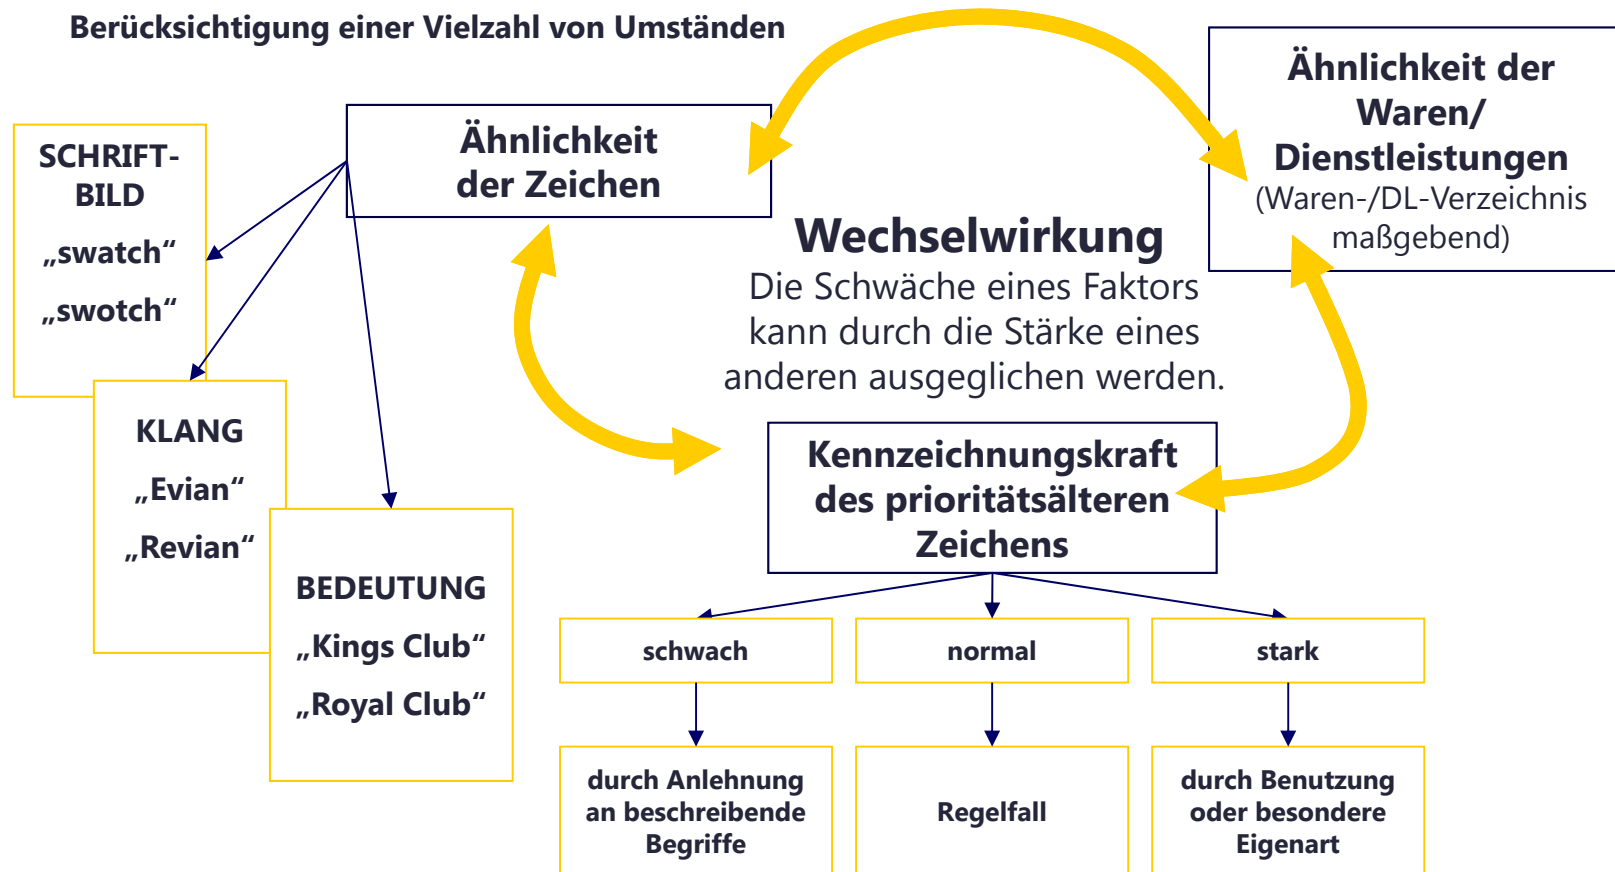 Berücksichtigung einer Vielzahl von Umständen
Ähnlichkeit
der Zeichen
Ähnlichkeit der
Waren/
Dienstleistungen
(Waren-/DL-Verzeichnis
maßgebend)
SCHRIFT-
BILD
„swatch“
„swotch“
KLANG
„Evian“
„Revian“
BEDEUTUNG
„Kings Club“
„Royal Club“
Wechselwirkung
Die Schwäche eines Faktors
kann durch die Stärke eines
anderen ausgeglichen werden.
Kennzeichnungskraft
des prioritätsälteren
Zeichens
schwach
normal
stark
durch Anlehnung
an beschreibende
Begriffe
Regelfall
durch Benutzung
oder besondere
Eigenart